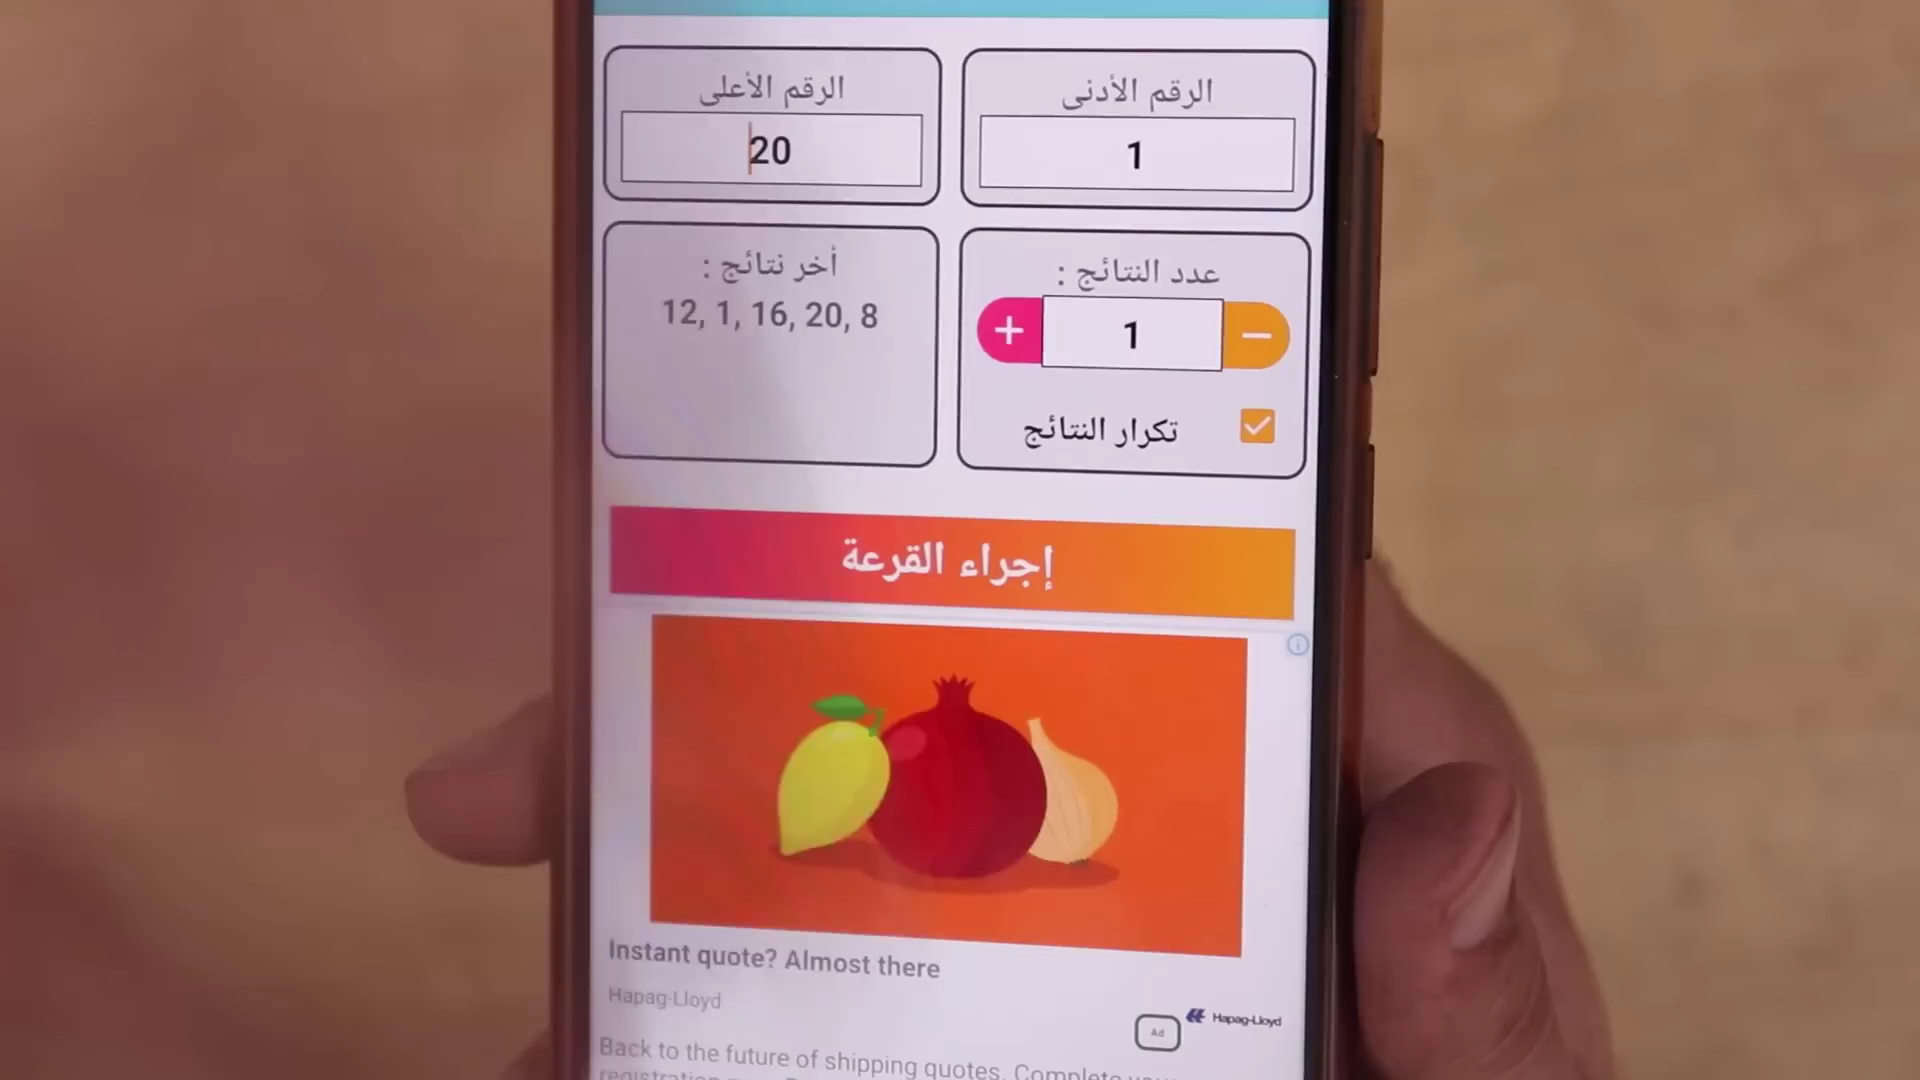 الرقم الأدنى
1
الرقم الأعلى
20
عدد النتائج :
+ 1 −
تكرار النتائج
أخر نتائج :
12, 1, 16, 20, 8
إجراء القرعة
Instant quote? Almost there
Hapag-Lloyd
Ad
Hapag-Lloyd
Back to the future of shipping quotes. Complete